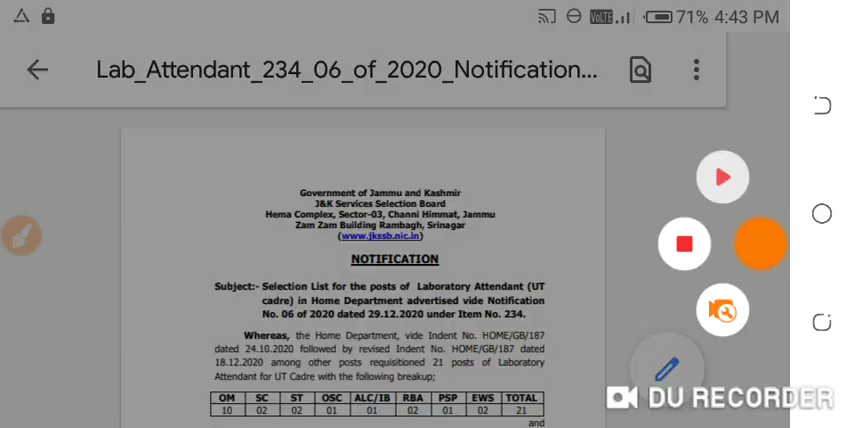 71% 4:43 PM
Lab_Attendant_234_06_of_2020_Notification...
Government of Jammu and Kashmir
J&K Services Selection Board
Hema Complex, Sector-03, Channi Himmat, Jammu
Zam Zam Building Rambagh, Srinagar
(www.jkssb.nic.in)
NOTIFICATION
Subject:- Selection List for the posts of Laboratory Attendant (UT
cadre) in Home Department advertised vide Notification
No. 06 of 2020 dated 29.12.2020 under Item No. 234.
Whereas, the Home Department, vide Indent No. HOME/GB/187
dated 24.10.2020 followed by revised Indent No. HOME/GB/187 dated
18.12.2020 among other posts requisitioned 21 posts of Laboratory
Attendant for UT Cadre with the following breakup;
OM SC ST OSC ALC/IB RBA PSP EWS TOTAL
10 02 02 01 01 02 01 02 21
and
DU RECORDER